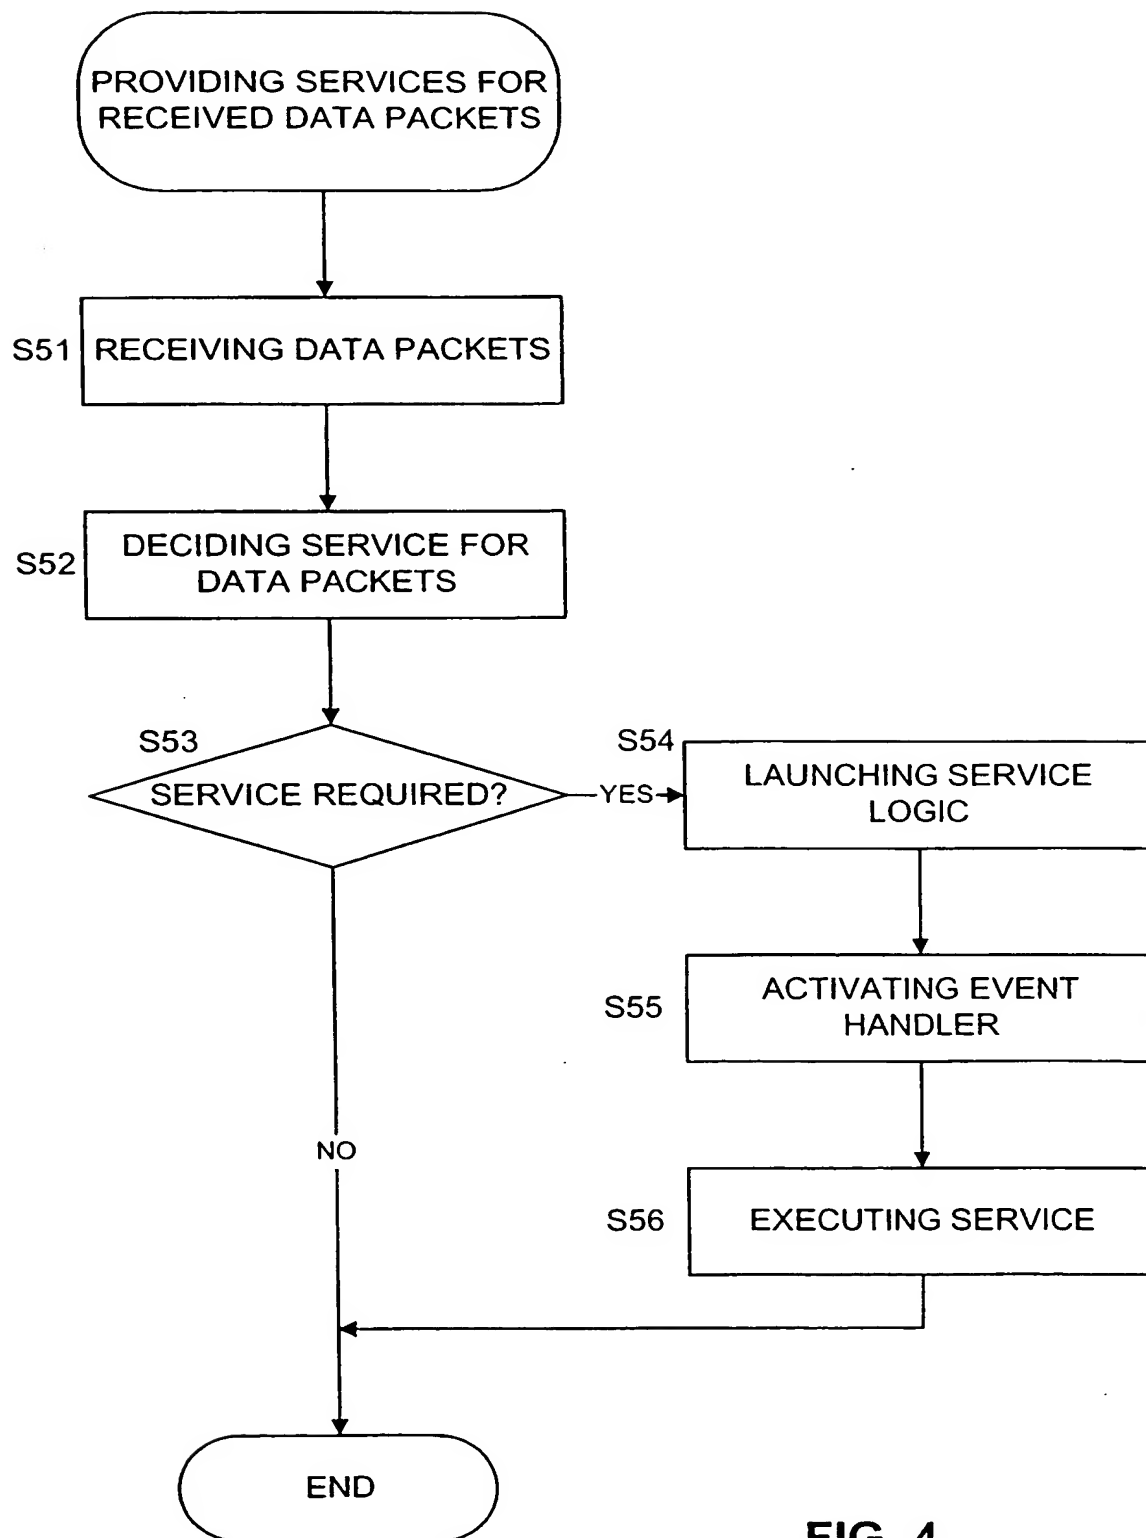 PROVIDING SERVICES FOR
RECEIVED DATA PACKETS
S51
RECEIVING DATA PACKETS
S52
DECIDING SERVICE FOR
DATA PACKETS
S53
SERVICE REQUIRED?
YES
S54
LAUNCHING SERVICE
LOGIC
S55
ACTIVATING EVENT
HANDLER
NO
S56
EXECUTING SERVICE
END
FIG. 4